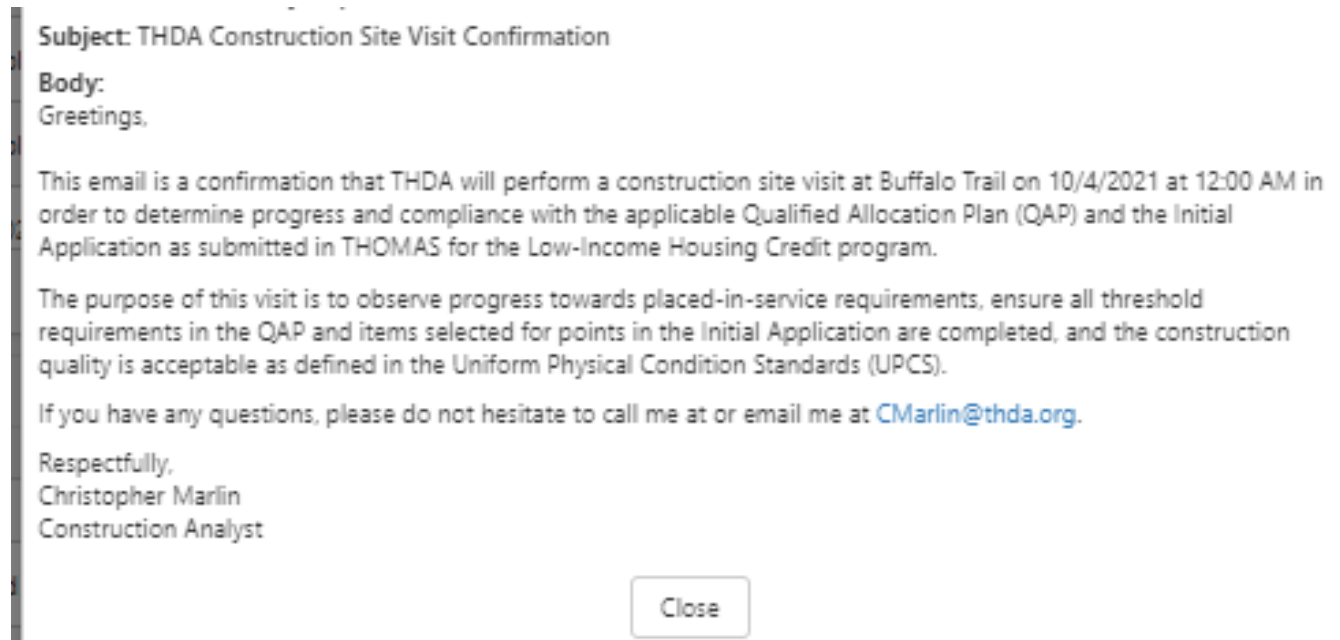 Subject: THDA Construction Site Visit Confirmation
Body:
Greetings,
This email is a confirmation that THDA will perform a construction site visit at Buffalo Trail on 10/4/2021 at 12:00 AM in
order to determine progress and compliance with the applicable Qualified Allocation Plan (QAP) and the Initial
Application as submitted in THOMAS for the Low-Income Housing Credit program.
The purpose of this visit is to observe progress towards placed-in-service requirements, ensure all threshold
requirements in the QAP and items selected for points in the Initial Application are completed, and the construction
quality is acceptable as defined in the Uniform Physical Condition Standards (UPCS).
If you have any questions, please do not hesitate to call me at or email me at CMarlin@thda.org.
Respectfully,
Christopher Marlin
Construction Analyst
Close